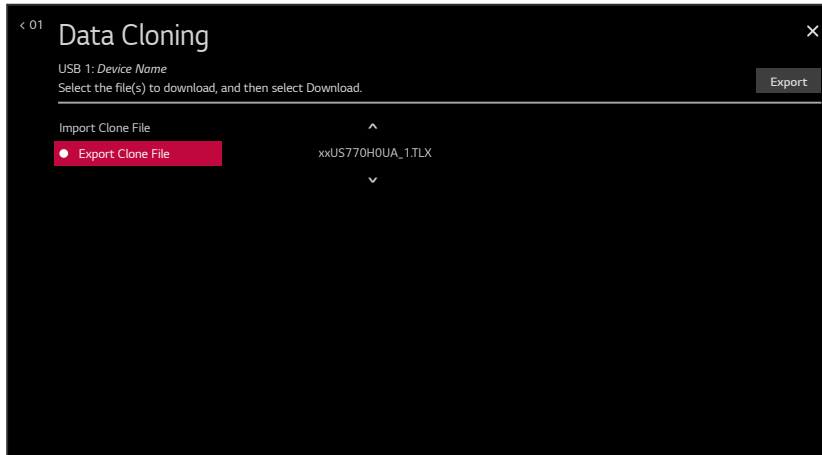 < 01
Data Cloning
USB 1: Device Name
Select the file(s) to download, and then select Download.
Export
Import Clone File
Export Clone File
xxUS770H0UA_1.TLX